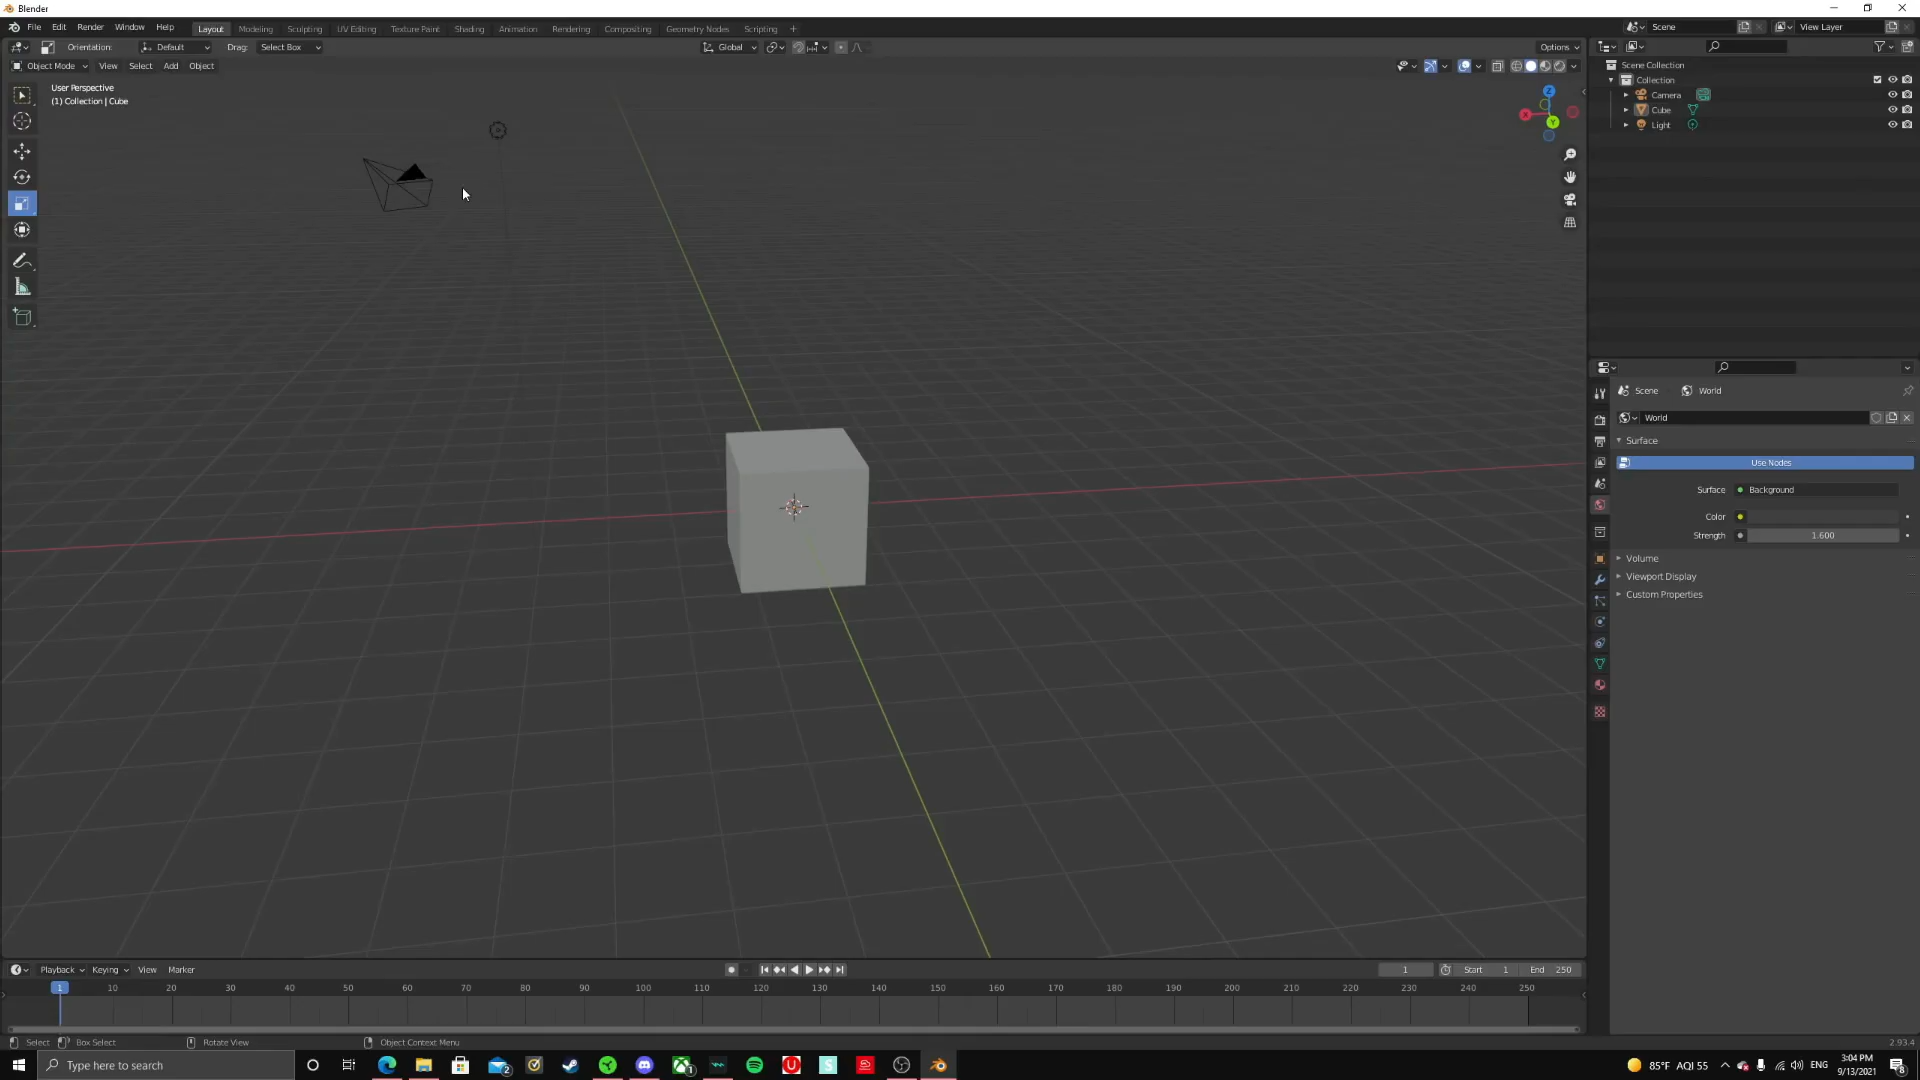 Blender
File Edit Render Window Help Layout Modeling Sculpting UV Editing Texture Paint Shading Animation Rendering Compositing Geometry Nodes Scripting + Scene View Layer
Orientation: Default Drag: Select Box Global Options
Object Mode View Select Add Object
User Perspective
(1) Collection | Cube
Z
X
Y
Scene Collection
Collection
Camera
Cube
Light
Scene World
World
Surface
Use Nodes
Surface Background
Color
Strength 1.600
Volume
Viewport Display
Custom Properties
Playback Keying View Marker 1 Start 1 End 250
1 10 20 30 40 50 60 70 80 90 100 110 120 130 140 150 160 170 180 190 200 210 220 230 240 250
Select Box Select Rotate View Object Context Menu 2.93.4
Type here to search 2 1 U S 85°F AQI 55 ENG 3:04 PM
9/13/2021 8